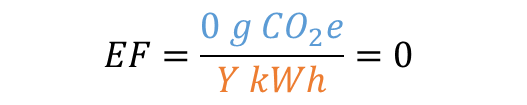 EF = 0 g CO₂e / Y kWh = 0